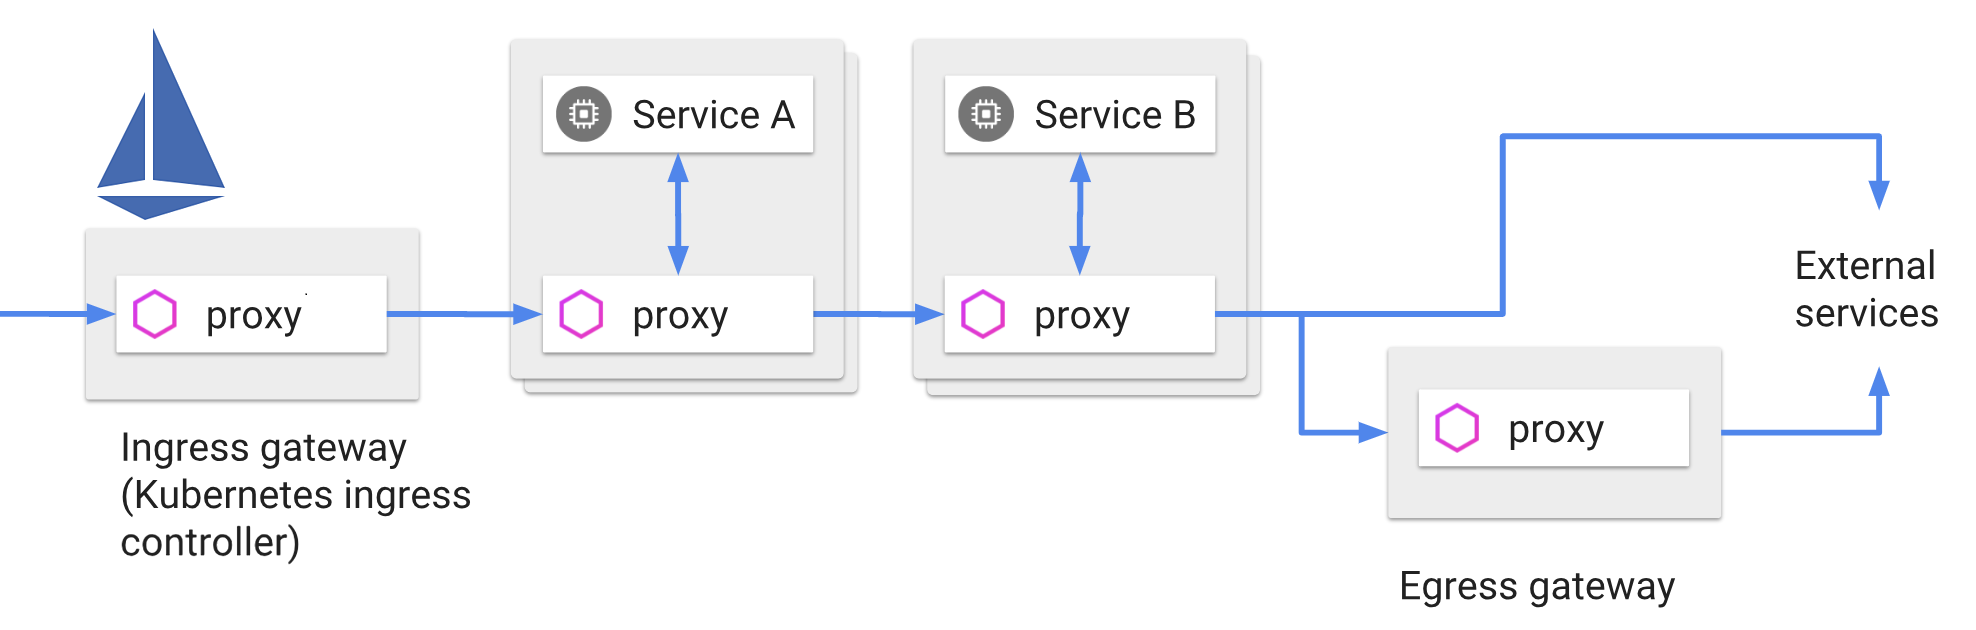 Service A
Service B
proxy
proxy
proxy
External
services
proxy
Ingress gateway
(Kubernetes ingress
controller)
Egress gateway